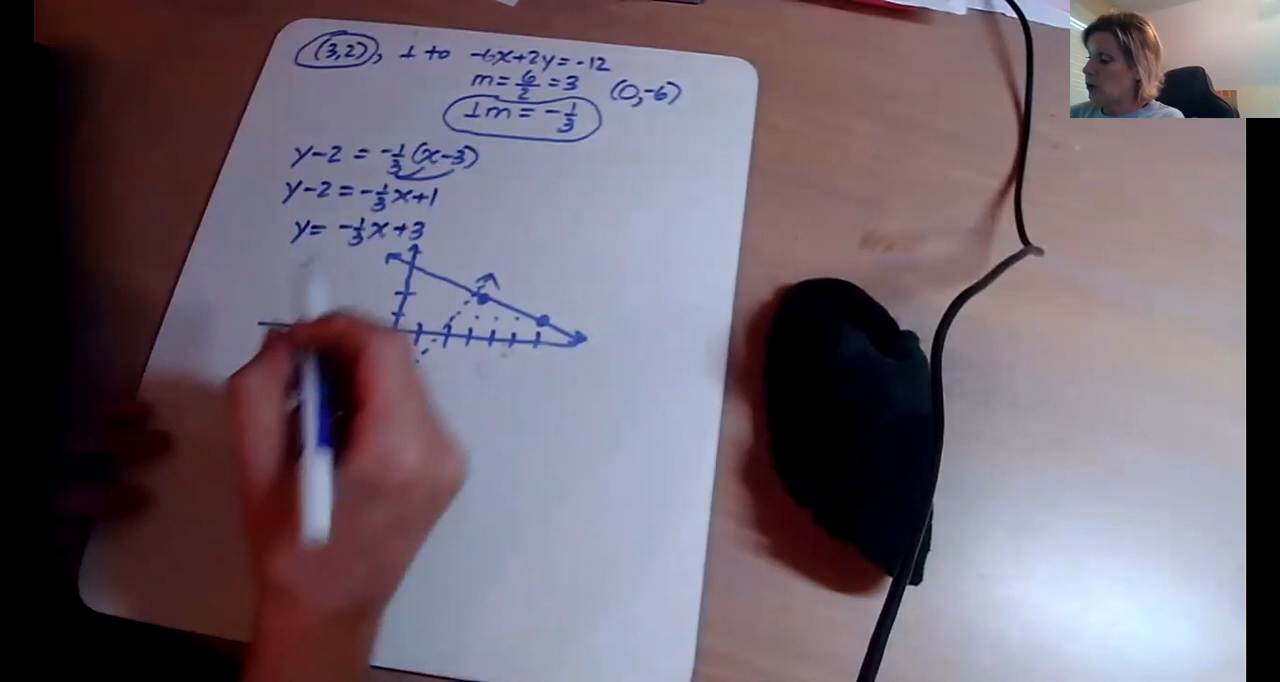 (3,2), ⊥ to -6x+2y=-12
m=6/2=3 (0,-6)
⊥m=-1/3
y-2=-1/3(x-3)
y-2=-1/3x+1
y=-1/3x+3